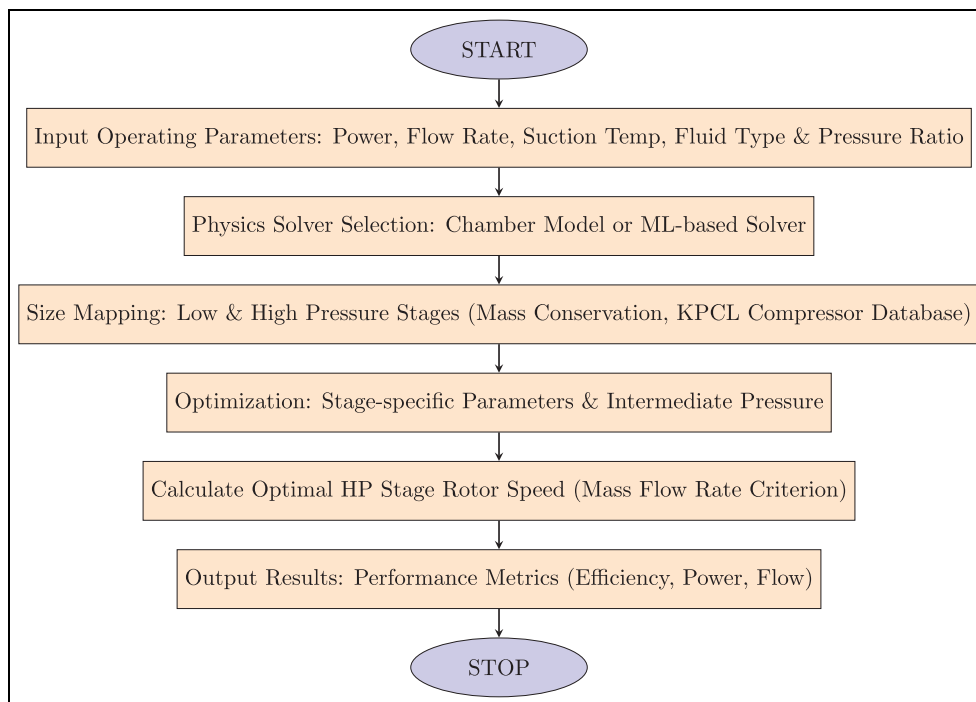 START
Input Operating Parameters: Power, Flow Rate, Suction Temp, Fluid Type & Pressure Ratio
Physics Solver Selection: Chamber Model or ML-based Solver
Size Mapping: Low & High Pressure Stages (Mass Conservation, KPCL Compressor Database)
Optimization: Stage-specific Parameters & Intermediate Pressure
Calculate Optimal HP Stage Rotor Speed (Mass Flow Rate Criterion)
Output Results: Performance Metrics (Efficiency, Power, Flow)
STOP